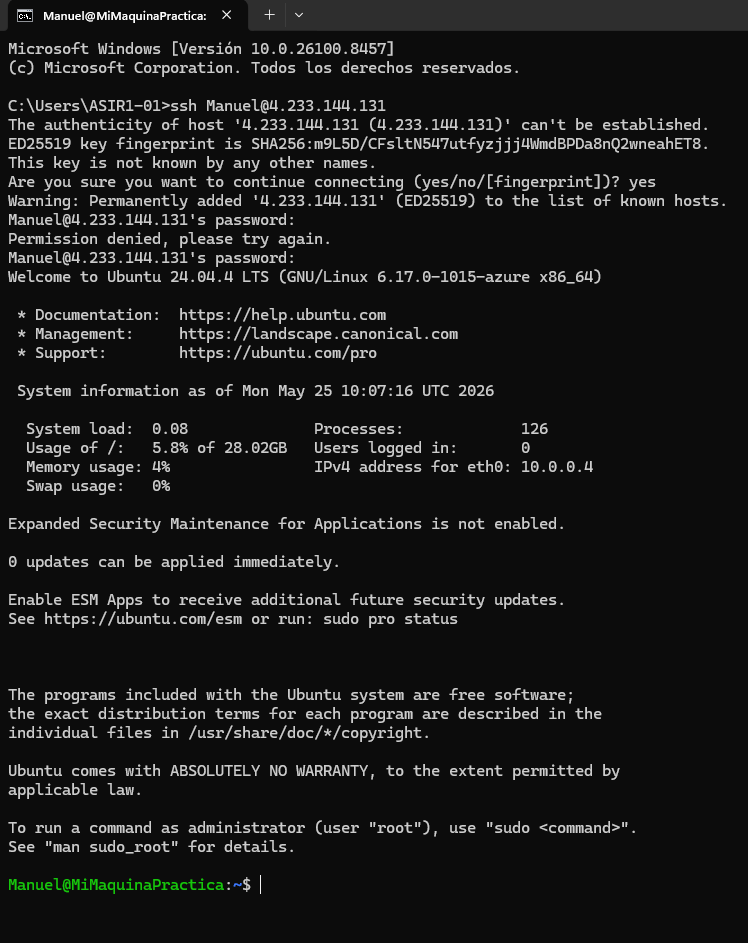 Manuel@MiMaquinaPractica:
Microsoft Windows [Versión 10.0.26100.8457]
(c) Microsoft Corporation. Todos los derechos reservados.
C:\Users\ASIR1-01>ssh Manuel@4.233.144.131
The authenticity of host '4.233.144.131 (4.233.144.131)' can't be established.
ED25519 key fingerprint is SHA256:m9L5D/CFsltN547utfyzjjj4WmdBPDa8nQ2wneahET8.
This key is not known by any other names.
Are you sure you want to continue connecting (yes/no/[fingerprint])? yes
Warning: Permanently added '4.233.144.131' (ED25519) to the list of known hosts.
Manuel@4.233.144.131's password:
Permission denied, please try again.
Manuel@4.233.144.131's password:
Welcome to Ubuntu 24.04.4 LTS (GNU/Linux 6.17.0-1015-azure x86_64)
* Documentation:  https://help.ubuntu.com
* Management:     https://landscape.canonical.com
* Support:        https://ubuntu.com/pro
System information as of Mon May 25 10:07:16 UTC 2026
System load:  0.08              Processes:             126
Usage of /:   5.8% of 28.02GB   Users logged in:       0
Memory usage: 4%                IPv4 address for eth0: 10.0.0.4
Swap usage:   0%
Expanded Security Maintenance for Applications is not enabled.
0 updates can be applied immediately.
Enable ESM Apps to receive additional future security updates.
See https://ubuntu.com/esm or run: sudo pro status
The programs included with the Ubuntu system are free software;
the exact distribution terms for each program are described in the
individual files in /usr/share/doc/*/copyright.
Ubuntu comes with ABSOLUTELY NO WARRANTY, to the extent permitted by
applicable law.
To run a command as administrator (user "root"), use "sudo <command>".
See "man sudo_root" for details.
Manuel@MiMaquinaPractica:~$